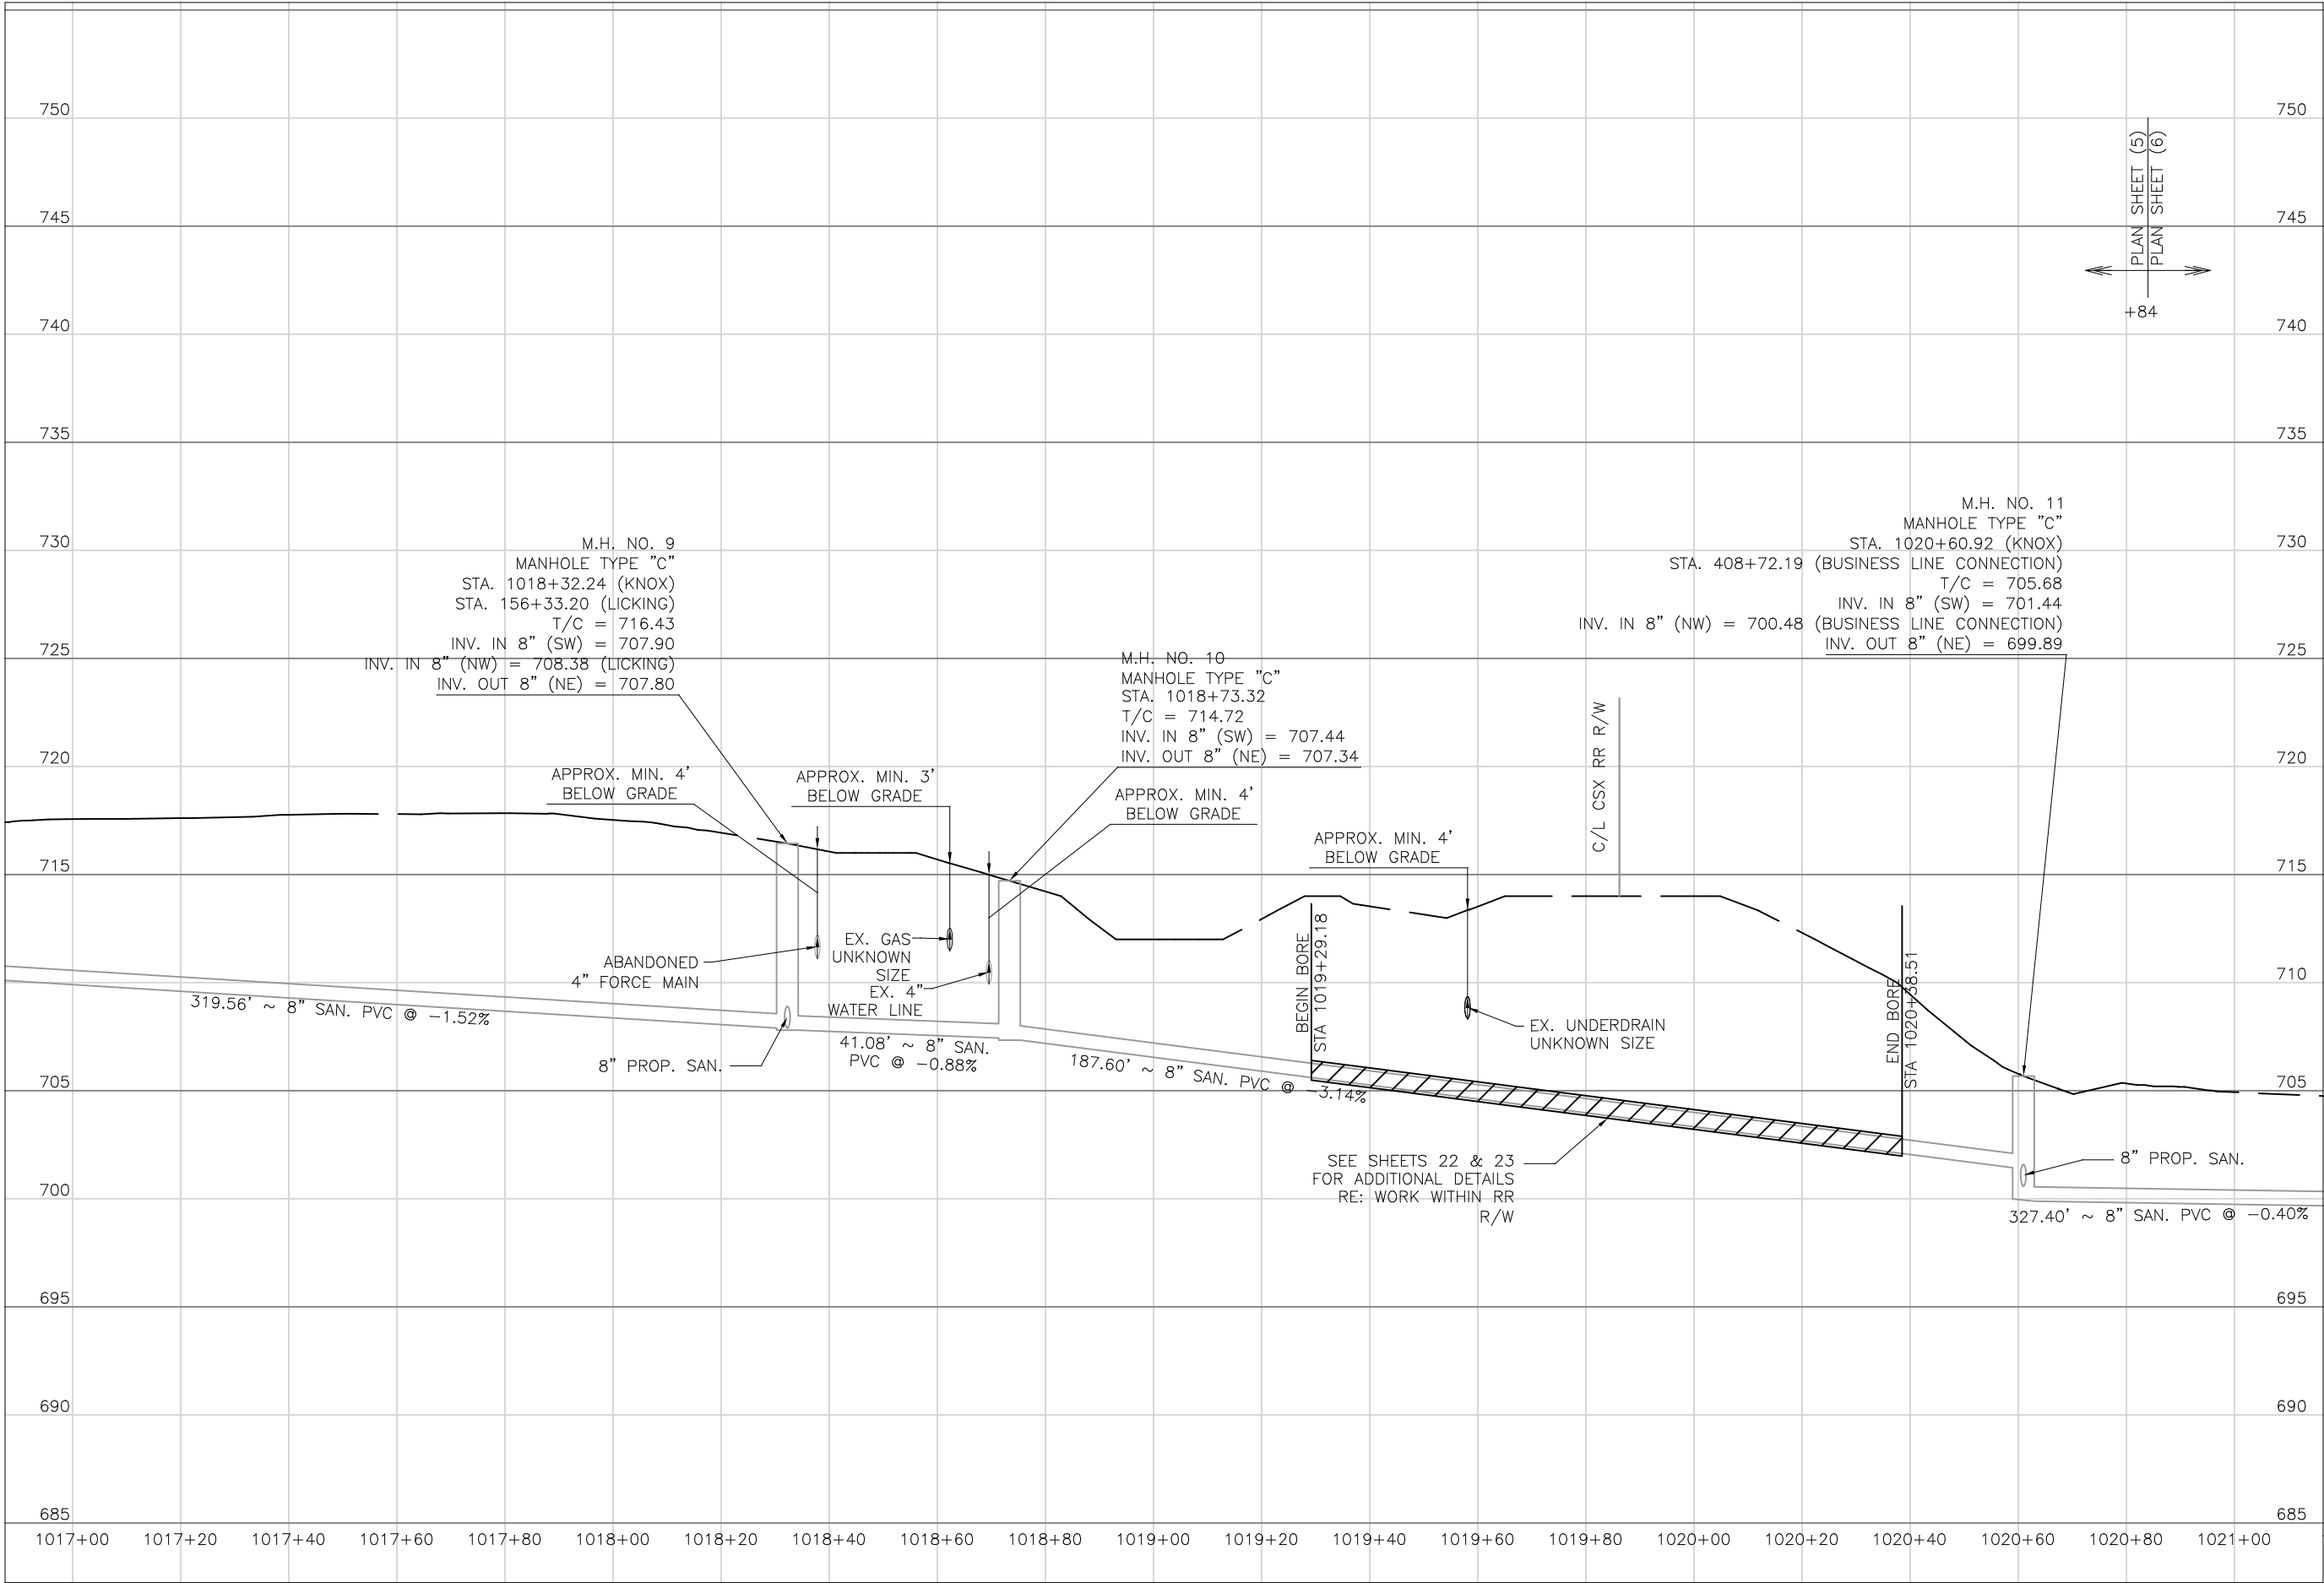 750
745
740
735
730
725
720
715
710
705
700
695
690
685
750
745
740
735
730
725
720
715
710
705
700
695
690
685
PLAN SHEET (5)
PLAN SHEET (6)
+84
M.H. NO. 9
MANHOLE TYPE "C"
STA. 1018+32.24 (KNOX)
STA. 156+33.20 (LICKING)
T/C = 716.43
INV. IN 8" (SW) = 707.90
INV. IN 8" (NW) = 708.38 (LICKING)
INV. OUT 8" (NE) = 707.80
M.H. NO. 10
MANHOLE TYPE "C"
STA. 1018+73.32
T/C = 714.72
INV. IN 8" (SW) = 707.44
INV. OUT 8" (NE) = 707.34
M.H. NO. 11
MANHOLE TYPE "C"
STA. 1020+60.92 (KNOX)
STA. 408+72.19 (BUSINESS LINE CONNECTION)
T/C = 705.68
INV. IN 8" (SW) = 701.44
INV. IN 8" (NW) = 700.48 (BUSINESS LINE CONNECTION)
INV. OUT 8" (NE) = 699.89
APPROX. MIN. 4'
BELOW GRADE
APPROX. MIN. 3'
BELOW GRADE
APPROX. MIN. 4'
BELOW GRADE
APPROX. MIN. 4'
BELOW GRADE
C/L CSX RR R/W
ABANDONED
4" FORCE MAIN
EX. GAS
UNKNOWN
SIZE
EX. 4"
WATER LINE
BEGIN BORE
STA 1019+29.18
EX. UNDERDRAIN
UNKNOWN SIZE
END BORE
STA 1020+38.51
319.56' ~ 8" SAN. PVC @ -1.52%
8" PROP. SAN.
41.08' ~ 8" SAN.
PVC @ -0.88%
187.60' ~ 8" SAN. PVC @ -3.14%
SEE SHEETS 22 & 23
FOR ADDITIONAL DETAILS
RE: WORK WITHIN RR
R/W
8" PROP. SAN.
327.40' ~ 8" SAN. PVC @ -0.40%
1017+00 1017+20 1017+40 1017+60 1017+80 1018+00 1018+20 1018+40 1018+60 1018+80 1019+00 1019+20 1019+40 1019+60 1019+80 1020+00 1020+20 1020+40 1020+60 1020+80 1021+00